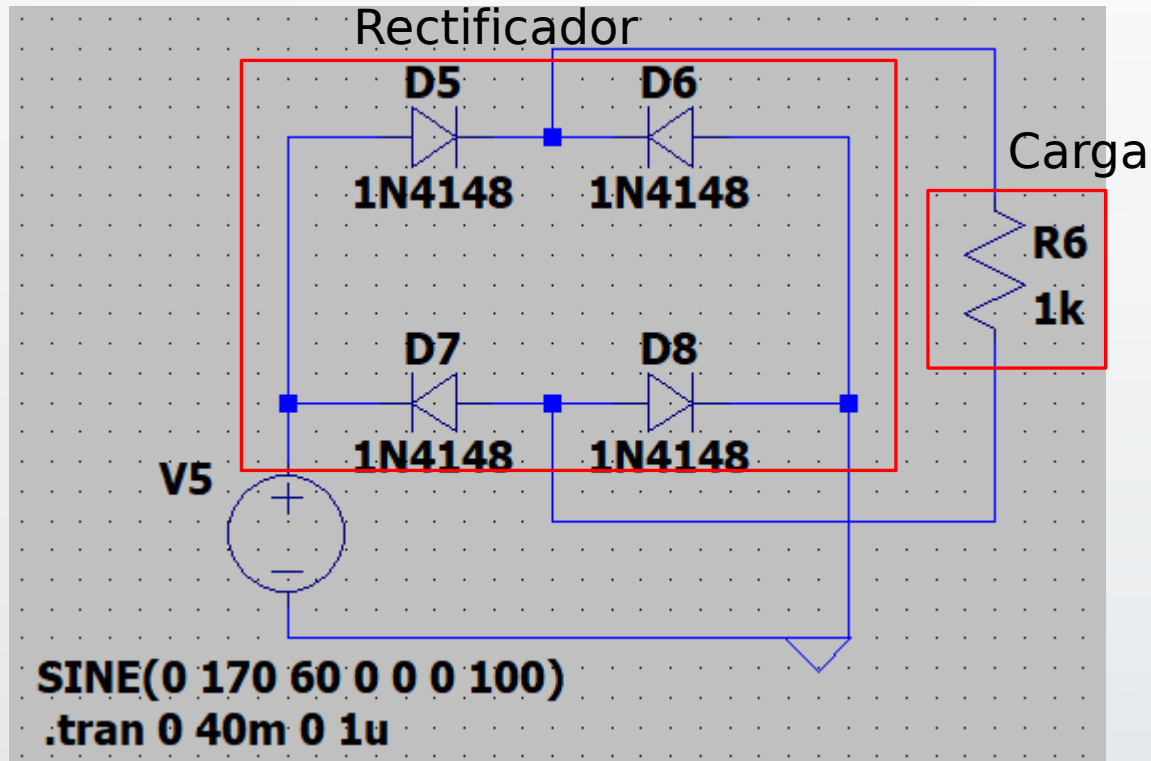 Rectificador
D5 D6
1N4148 1N4148
Carga
R6
1k
D7 D8
1N4148 1N4148
V5
+
−
SINE(0 170 60 0 0 0 100)
.tran 0 40m 0 1u